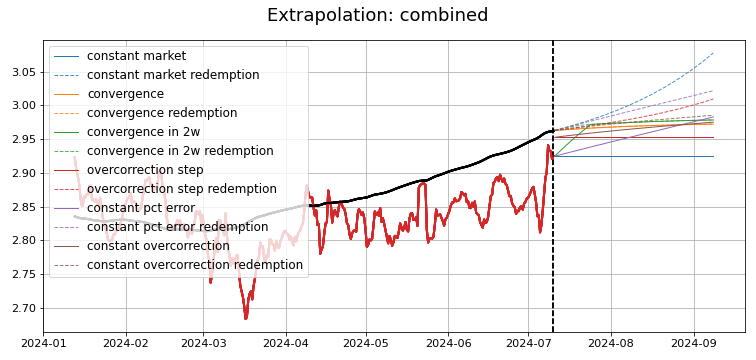 Extrapolation: combined
constant market
constant market redemption
convergence
convergence redemption
convergence in 2w
convergence in 2w redemption
overcorrection step
overcorrection step redemption
constant pct error
constant pct error redemption
constant overcorrection
constant overcorrection redemption
3.05
3.00
2.95
2.90
2.85
2.80
2.75
2.70
2024-01 2024-02 2024-03 2024-04 2024-05 2024-06 2024-07 2024-08 2024-09